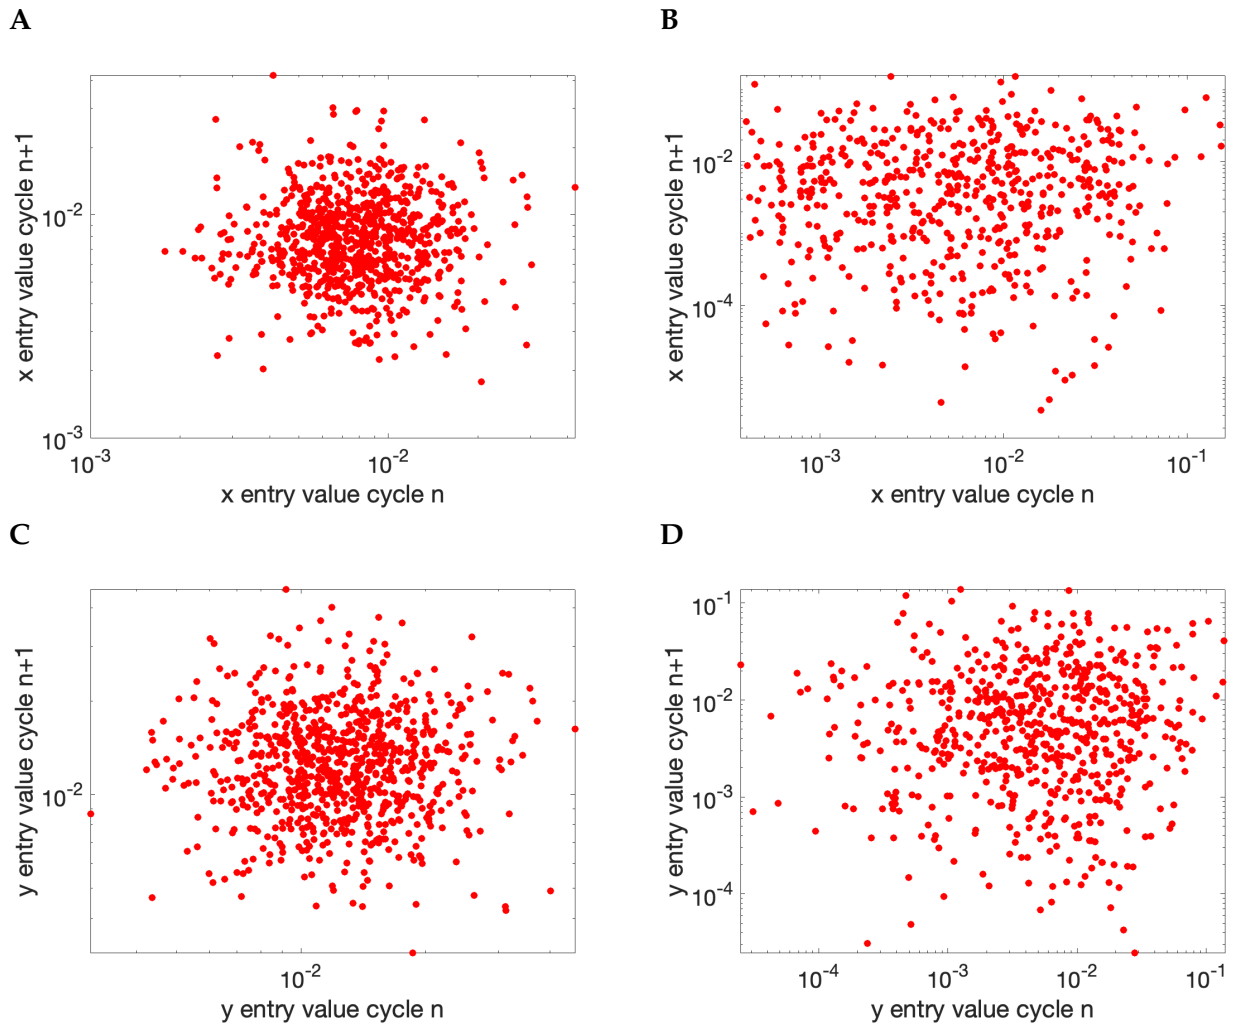 A
x entry value cycle n+1
10-2
10-3
10-3
10-2
x entry value cycle n
B
x entry value cycle n+1
10-2
10-4
10-3
10-2
10-1
x entry value cycle n
C
y entry value cycle n+1
10-2
10-2
y entry value cycle n
D
y entry value cycle n+1
10-1
10-2
10-3
10-4
10-4
10-3
10-2
10-1
y entry value cycle n